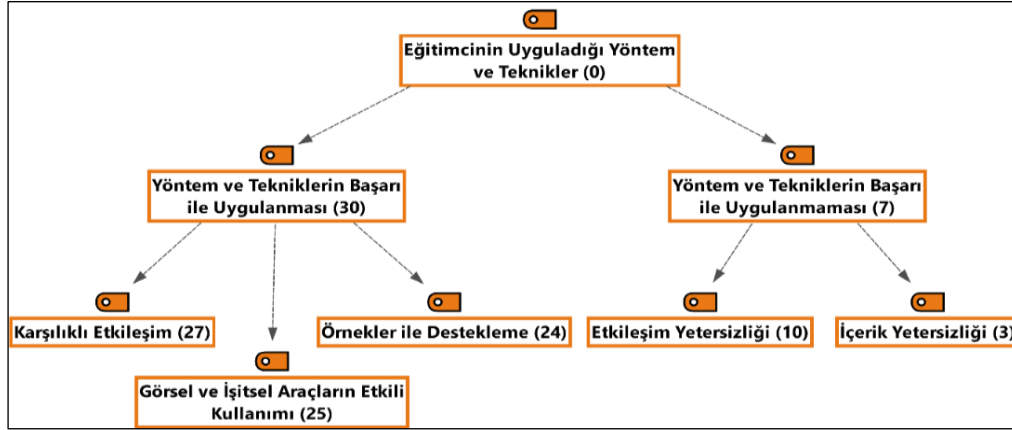 Eğitimcinin Uyguladığı Yöntem
ve Teknikler (0)
Yöntem ve Tekniklerin Başarı
ile Uygulanması (30)
Yöntem ve Tekniklerin Başarı
ile Uygulanmaması (7)
Karşılıklı Etkileşim (27)
Örnekler ile Destekleme (24)
Etkileşim Yetersizliği (10)
İçerik Yetersizliği (3)
Görsel ve İşitsel Araçların Etkili
Kullanımı (25)